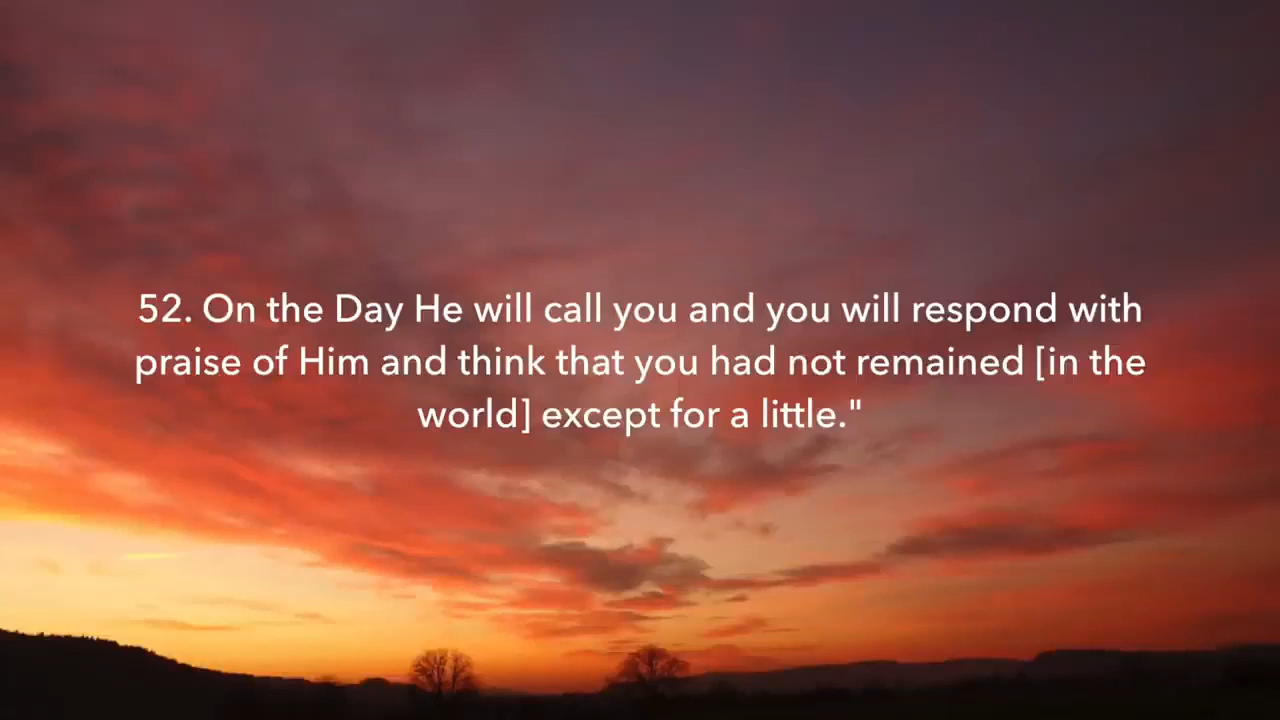 52. On the Day He will call you and you will respond with
praise of Him and think that you had not remained [in the
world] except for a little."